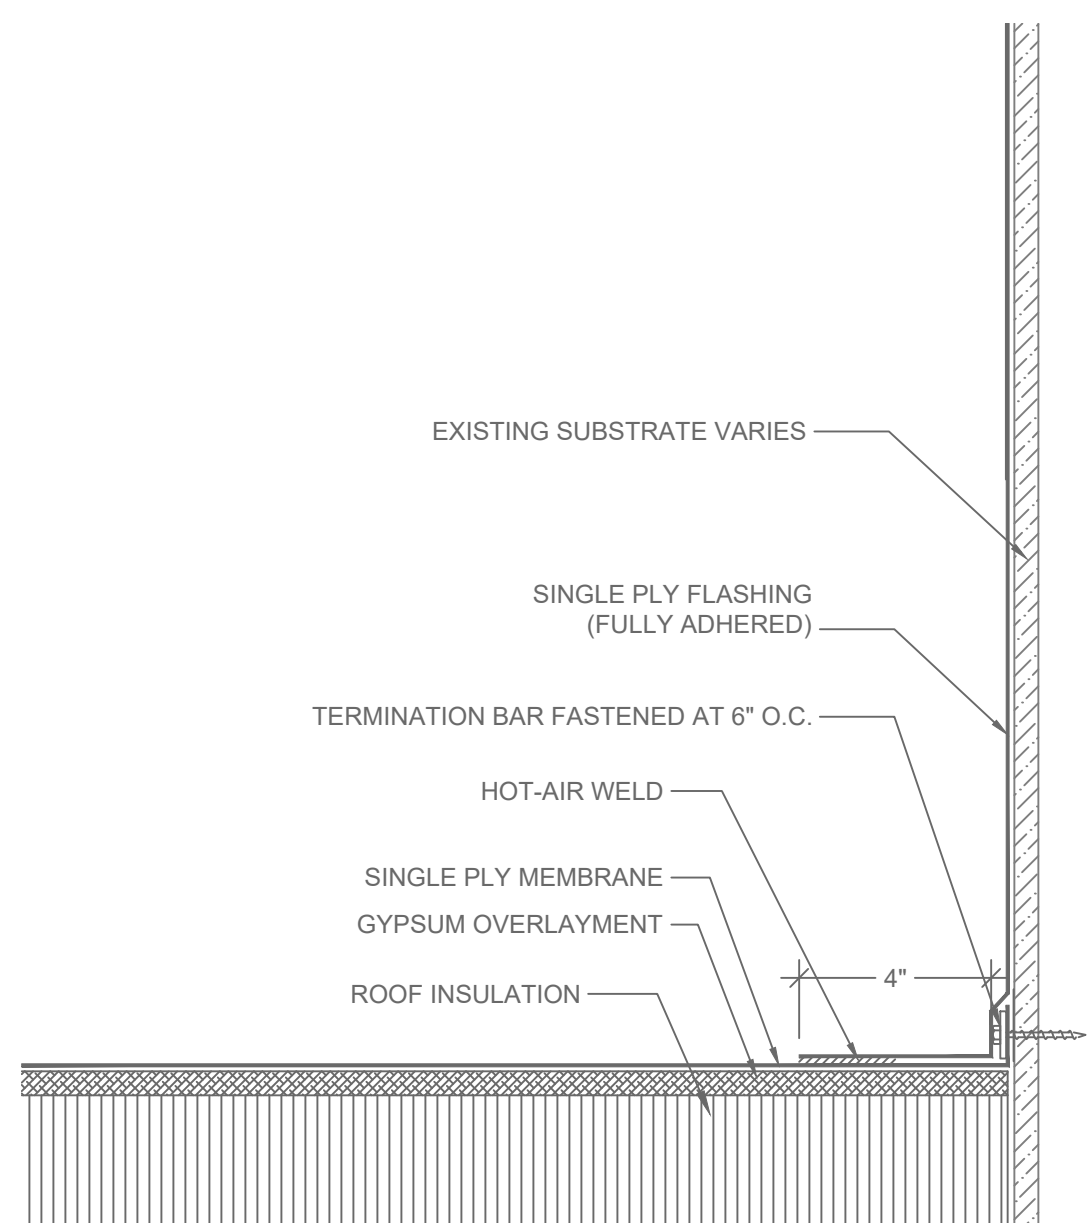 EXISTING SUBSTRATE VARIES
SINGLE PLY FLASHING
(FULLY ADHERED)
TERMINATION BAR FASTENED AT 6" O.C.
HOT-AIR WELD
SINGLE PLY MEMBRANE
GYPSUM OVERLAYMENT
4"
ROOF INSULATION